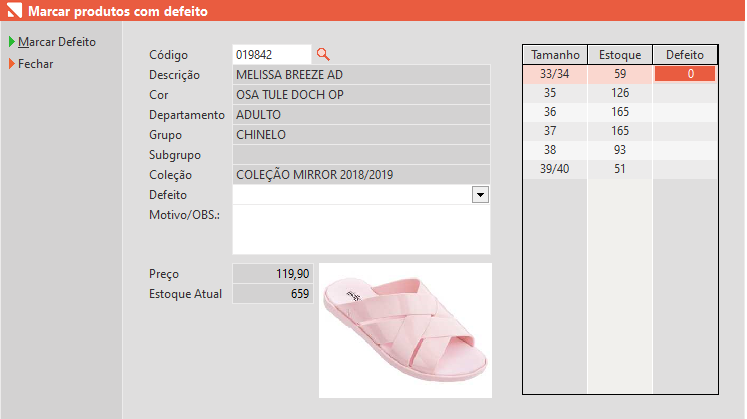 Marcar produtos com defeito
Marcar Defeito
Fechar
Código 019842
Descrição MELISSA BREEZE AD
Cor OSA TULE DOCH OP
Departamento ADULTO
Grupo CHINELO
Subgrupo
Coleção COLEÇÃO MIRROR 2018/2019
Defeito
Motivo/OBS.:
Preço 119,90
Estoque Atual 659
Tamanho Estoque Defeito
33/34 59 0
35 126
36 165
37 165
38 93
39/40 51